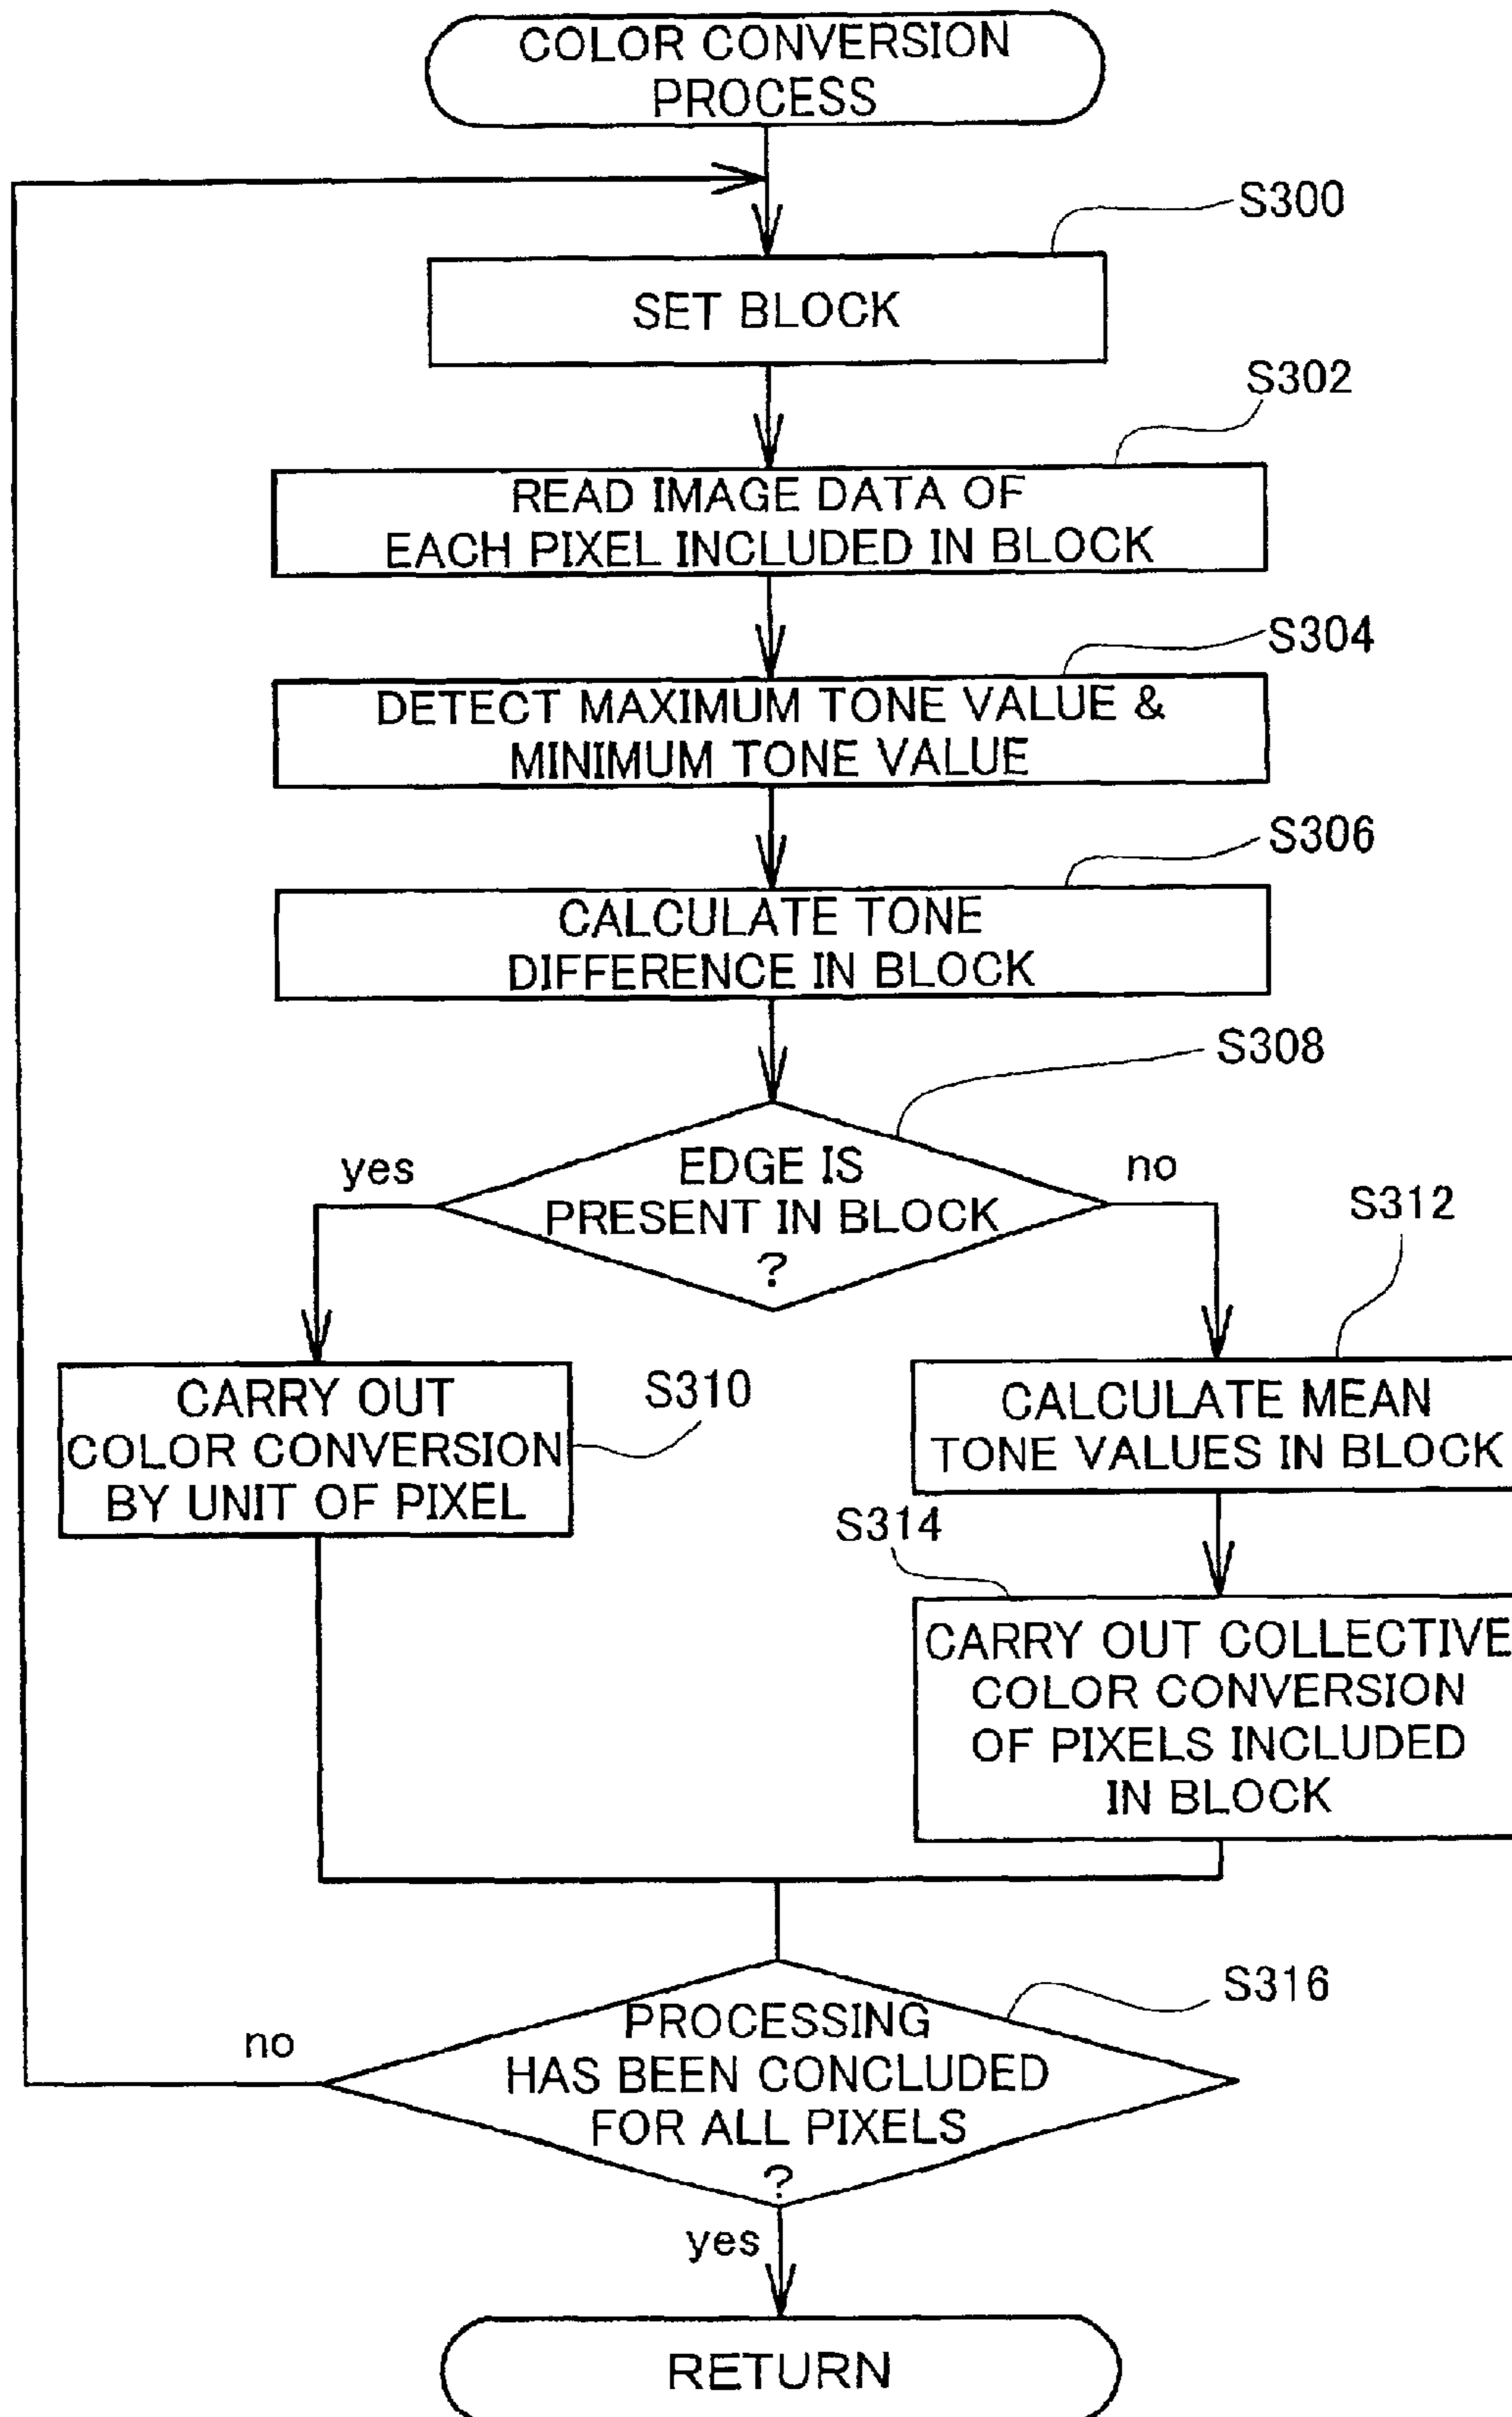 COLOR CONVERSION
PROCESS
S300
SET BLOCK
S302
READ IMAGE DATA OF
EACH PIXEL INCLUDED IN BLOCK
S304
DETECT MAXIMUM TONE VALUE &
MINIMUM TONE VALUE
S306
CALCULATE TONE
DIFFERENCE IN BLOCK
S308
yes
EDGE IS
PRESENT IN BLOCK
?
no
S310
CARRY OUT
COLOR CONVERSION
BY UNIT OF PIXEL
S312
CALCULATE MEAN
TONE VALUES IN BLOCK
S314
CARRY OUT COLLECTIVE
COLOR CONVERSION
OF PIXELS INCLUDED
IN BLOCK
S316
no
PROCESSING
HAS BEEN CONCLUDED
FOR ALL PIXELS
?
yes
RETURN